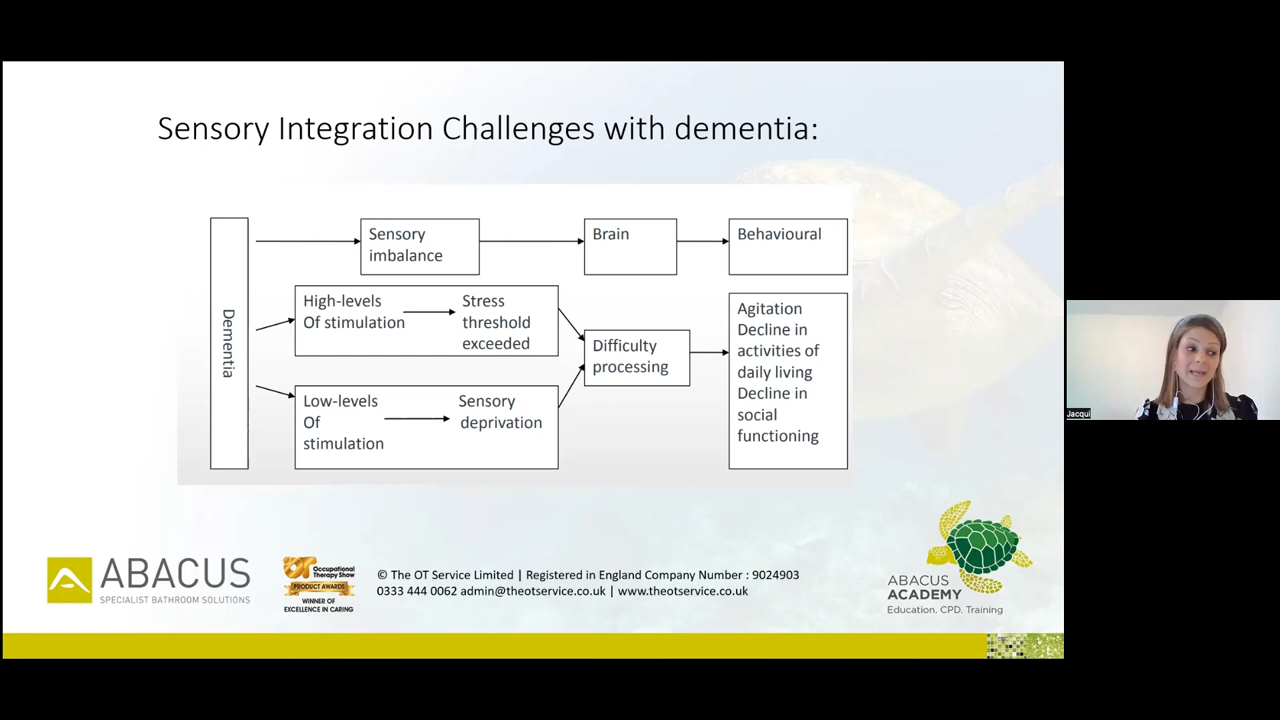 Sensory Integration Challenges with dementia:
Dementia
Sensory
imbalance
Brain
Behavioural
High-levels
Of stimulation
Stress
threshold
exceeded
Low-levels
Of
stimulation
Sensory
deprivation
Difficulty
processing
Agitation
Decline in
activities of
daily living
Decline in
social
functioning
Jacqui
ABACUS
SPECIALIST BATHROOM SOLUTIONS
OT Occupational
Therapy Show
PRODUCT AWARDS
WINNER OF
EXCELLENCE IN CARING
© The OT Service Limited | Registered in England Company Number : 9024903
0333 444 0062 admin@theotservice.co.uk | www.theotservice.co.uk
ABACUS
ACADEMY
Education. CPD. Training